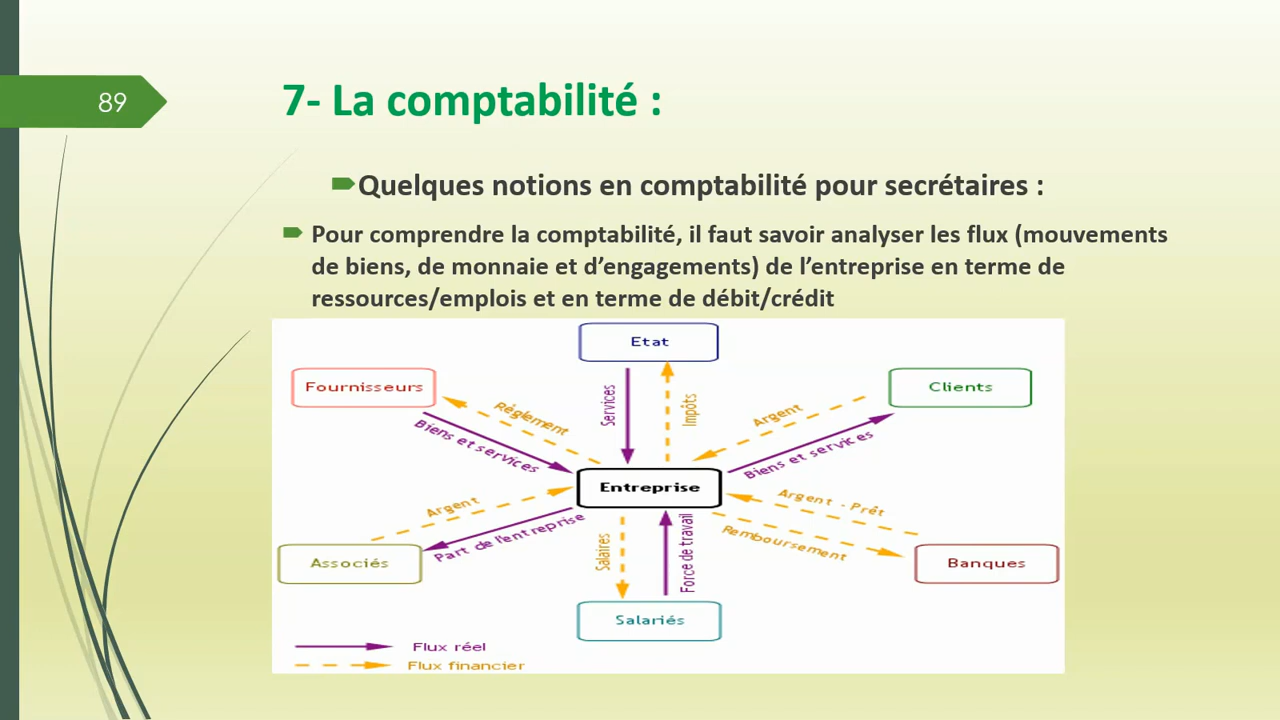 89
7- La comptabilité :
Quelques notions en comptabilité pour secrétaires :
Pour comprendre la comptabilité, il faut savoir analyser les flux (mouvements
de biens, de monnaie et d’engagements) de l’entreprise en terme de
ressources/emplois et en terme de débit/crédit
Etat
Fournisseurs
Clients
Règlement
Biens et services
Services
Impôts
Argent
Biens et services
Entreprise
Argent
Part de l'entreprise
Argent - Prêt
Remboursement
Salaires
Force de travail
Associés
Banques
Salariés
Flux réel
Flux financier